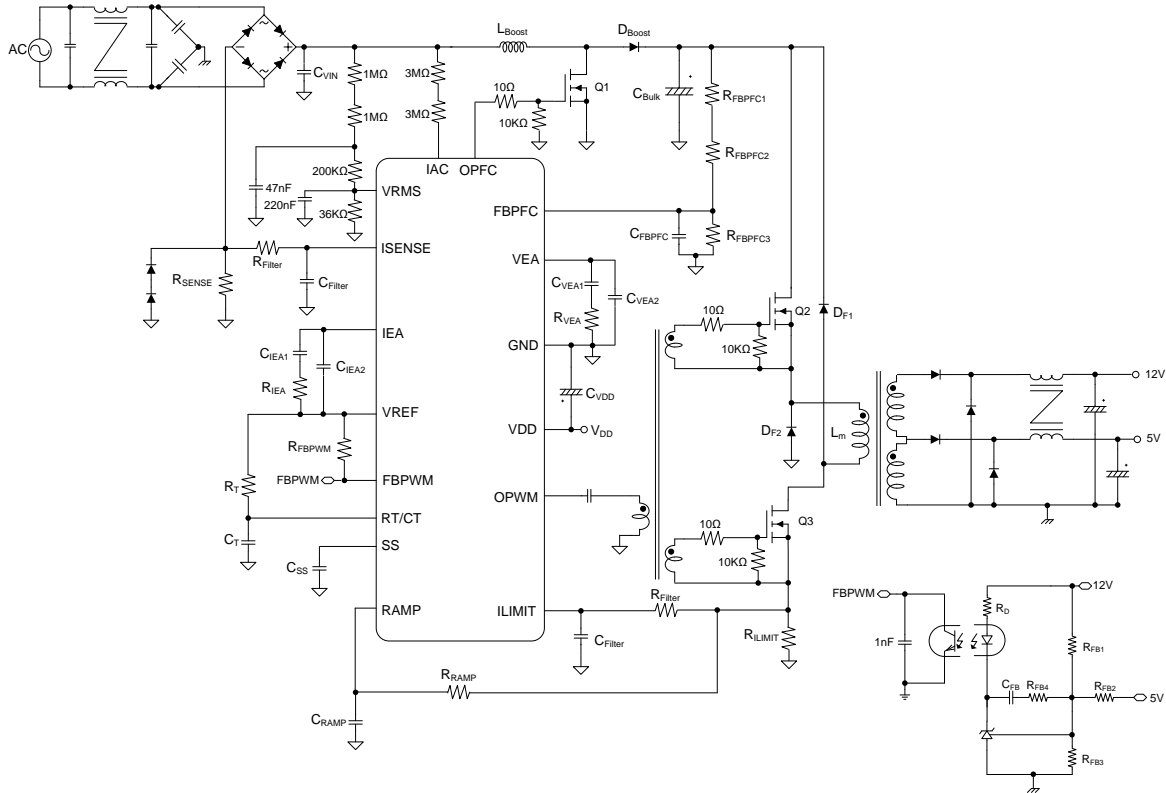 AC
L_Boost
D_Boost
C_VIN
1MΩ
3MΩ
10Ω
Q1
C_Bulk
R_FBPFC1
1MΩ
3MΩ
10KΩ
R_FBPFC2
IAC
OPFC
200KΩ
47nF
220nF
VRMS
36KΩ
FBPFC
C_FBPFC
R_FBPFC3
ISENSE
R_Filter
R_SENSE
C_Filter
VEA
C_VEA1
C_VEA2
R_VEA
Q2
10Ω
D_F1
IEA
C_IEA1
C_IEA2
R_IEA
GND
10KΩ
C_VDD
12V
VREF
R_FBPWM
VDD
V_DD
D_F2
L_m
5V
FBPWM
FBPWM
R_T
OPWM
RT/CT
10Ω
Q3
C_T
SS
C_SS
10KΩ
RAMP
ILIMIT
R_Filter
C_Filter
R_ILIMIT
R_RAMP
C_RAMP
FBPWM
12V
R_D
1nF
R_FB1
C_FB
R_FB4
R_FB2
5V
R_FB3